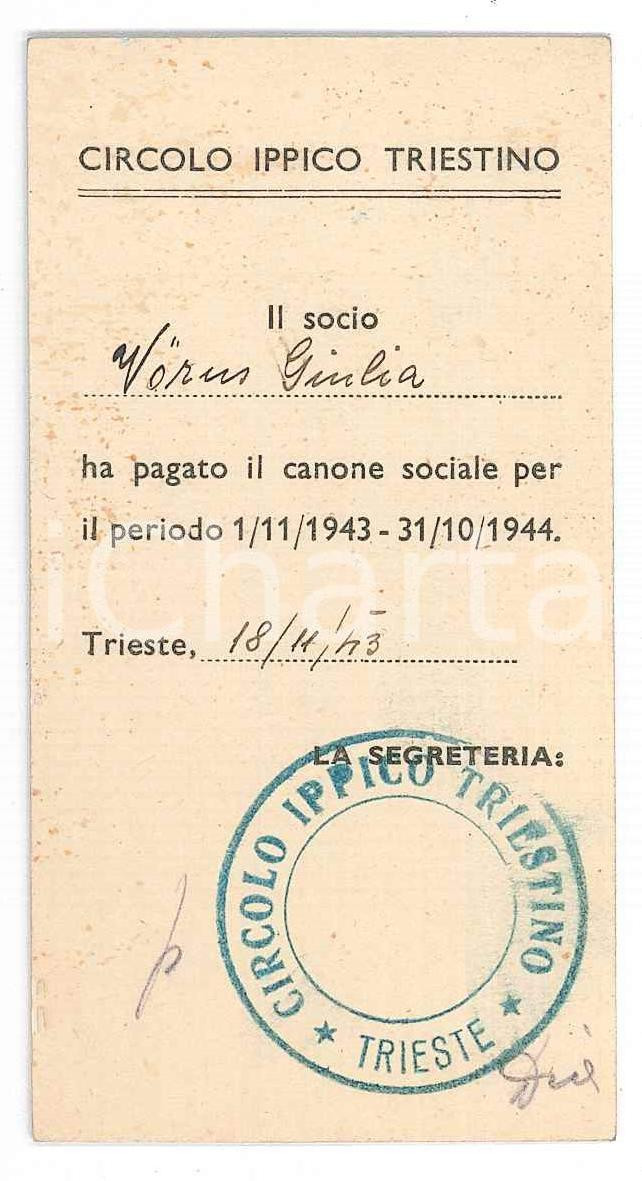 CIRCOLO IPPICO TRIESTINO
Il socio
Vörus Giulia
ha pagato il canone sociale per
il periodo 1/11/1943 - 31/10/1944.
iCharta
Trieste, 18/11/43
LA SEGRETERIA:
CIRCOLO IPPICO TRIESTINO
★ TRIESTE ★